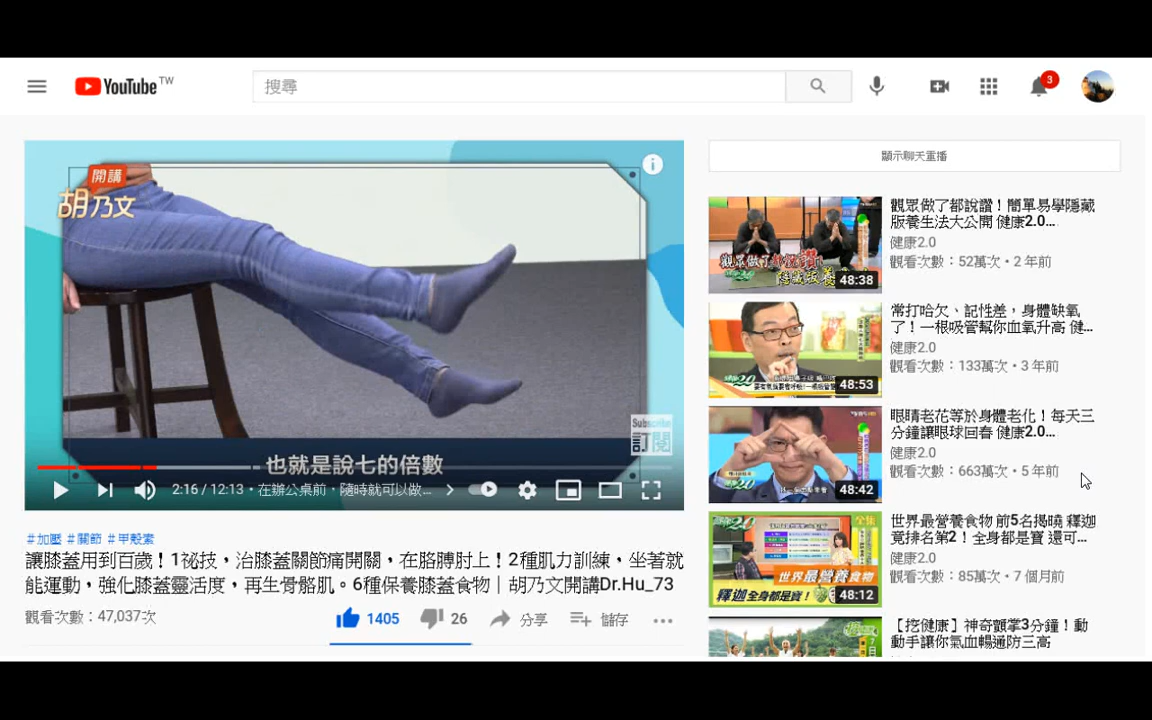 YouTube TW
搜尋
3
開講
胡乃文
Subscribe
訂閱
也就是說七的倍數
2:16 / 12:13 • 在辦公桌前，隨時就可以做...
#加壓 #關節 #甲殼素
讓膝蓋用到百歲！1祕技，治膝蓋關節痛開關，在胳膊肘上！2種肌力訓練，坐著就
能運動，強化膝蓋靈活度，再生骨骼肌。6種保養膝蓋食物｜胡乃文開講Dr.Hu_73
觀看次數：47,037次
1405
26
分享
儲存
顯示聊天重播
觀眾做了都說讚！簡單易學隱藏
版養生法大公開 健康2.0...
健康2.0
觀看次數：52萬次 • 2 年前
48:38
常打哈欠、記性差，身體缺氧
了！一根吸管幫你血氧升高 健...
健康2.0
觀看次數：133萬次 • 3 年前
48:53
眼睛老花等於身體老化！每天三
分鐘讓眼球回春 健康2.0...
健康2.0
觀看次數：663萬次 • 5 年前
48:42
世界最營養食物
釋迦全身都是寶！
48:12
世界最營養食物 前5名揭曉 釋迦
竟排名第2！全身都是寶 還可...
健康2.0
觀看次數：85萬次 • 7 個月前
【挖健康】神奇顫掌3分鐘！動
動手讓你氣血暢通防三高